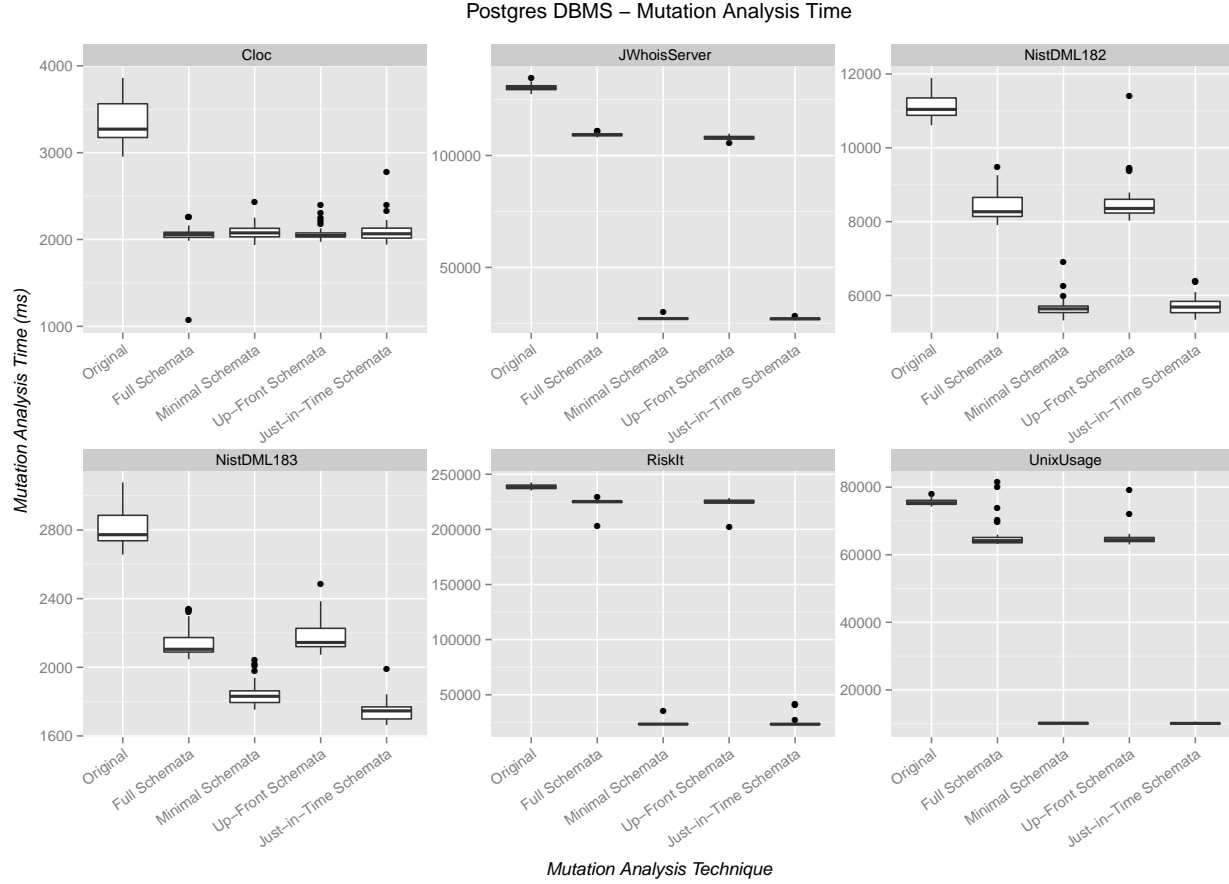 Postgres DBMS − Mutation Analysis Time
Cloc
JWhoisServer
NistDML182
4000
3000
2000
1000
100000
50000
12000
10000
8000
6000
Original
Full Schemata
Minimal Schemata
Up−Front Schemata
Just−in−Time Schemata
Original
Full Schemata
Minimal Schemata
Up−Front Schemata
Just−in−Time Schemata
Original
Full Schemata
Minimal Schemata
Up−Front Schemata
Just−in−Time Schemata
Mutation Analysis Time (ms)
NistDML183
RiskIt
UnixUsage
2800
2400
2000
1600
250000
200000
150000
100000
50000
80000
60000
40000
20000
Original
Full Schemata
Minimal Schemata
Up−Front Schemata
Just−in−Time Schemata
Original
Full Schemata
Minimal Schemata
Up−Front Schemata
Just−in−Time Schemata
Original
Full Schemata
Minimal Schemata
Up−Front Schemata
Just−in−Time Schemata
Mutation Analysis Technique